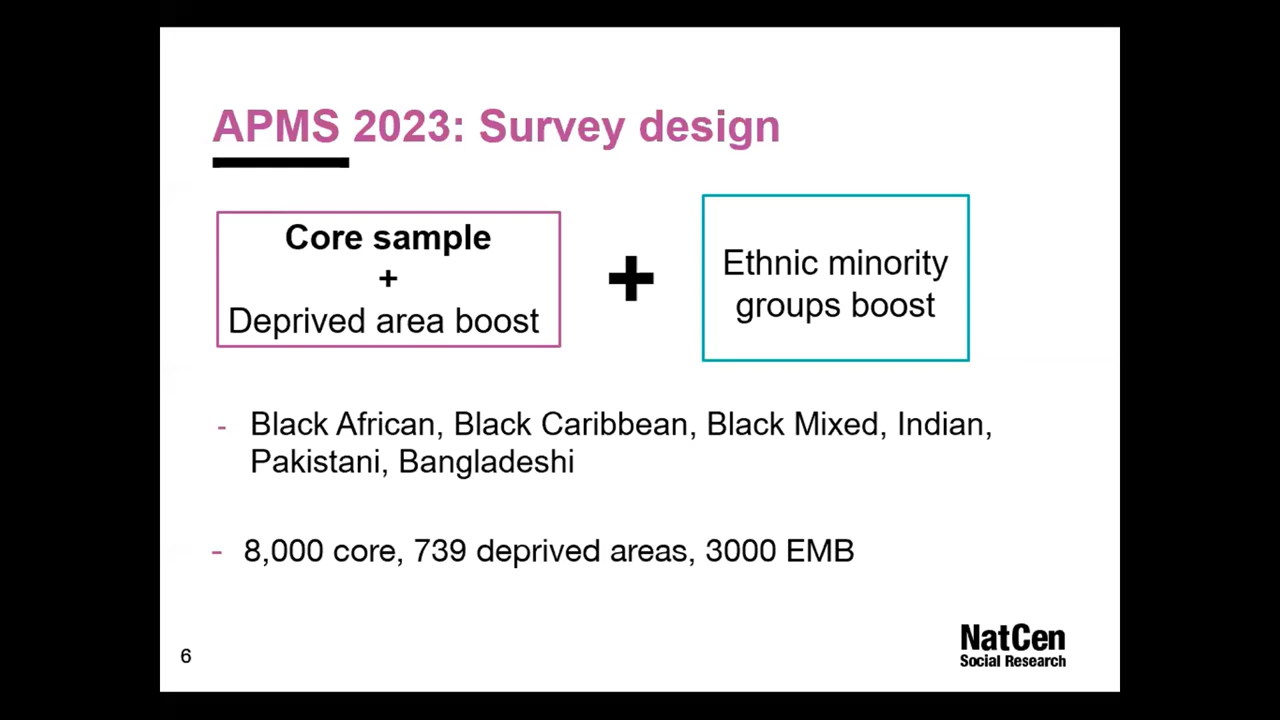 APMS 2023: Survey design
Core sample
+
Deprived area boost
+
Ethnic minority
groups boost
- Black African, Black Caribbean, Black Mixed, Indian,
Pakistani, Bangladeshi
- 8,000 core, 739 deprived areas, 3000 EMB
NatCen
Social Research
6